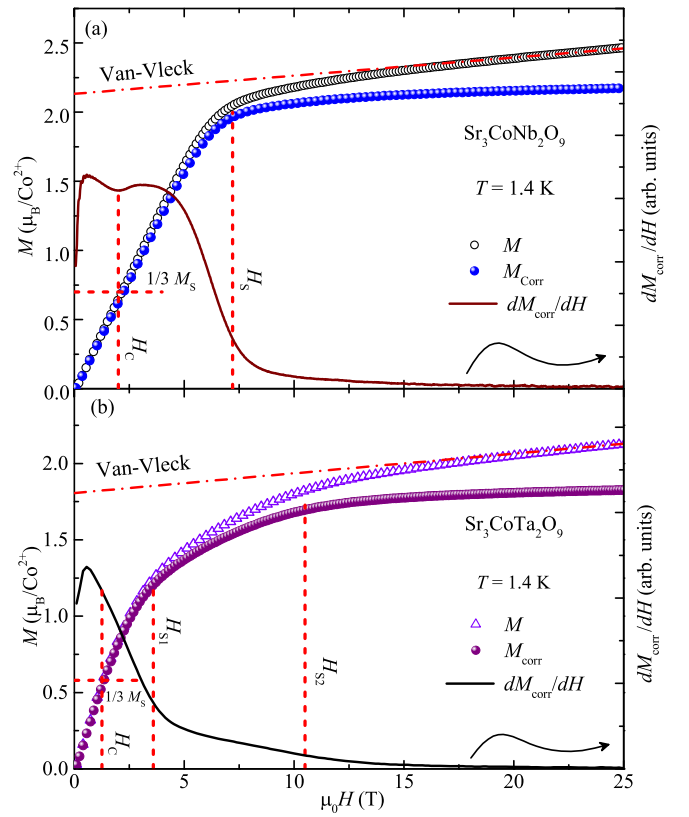 (a)
Van-Vleck
2.5
2.0
1.5
1.0
0.5
0.0
M (μB/Co2+)
Sr3CoNb2O9
T = 1.4 K
M
MCorr
dMcorr/dH
1/3 MS
HC
HS
dMcorr/dH (arb. units)
(b)
Van-Vleck
2.0
1.5
1.0
0.5
0.0
M (μB/Co2+)
Sr3CoTa2O9
T = 1.4 K
M
Mcorr
dMcorr/dH
1/3 MS
HC
HS1
HS2
dMcorr/dH (arb. units)
0 5 10 15 20 25
μ0H (T)